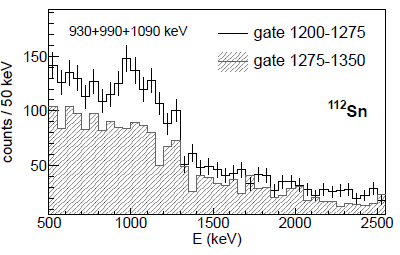 930+990+1090 keV
gate 1200-1275
gate 1275-1350
¹¹²Sn
counts / 50 keV
150
100
50
500 1000 1500 2000 2500
E (keV)